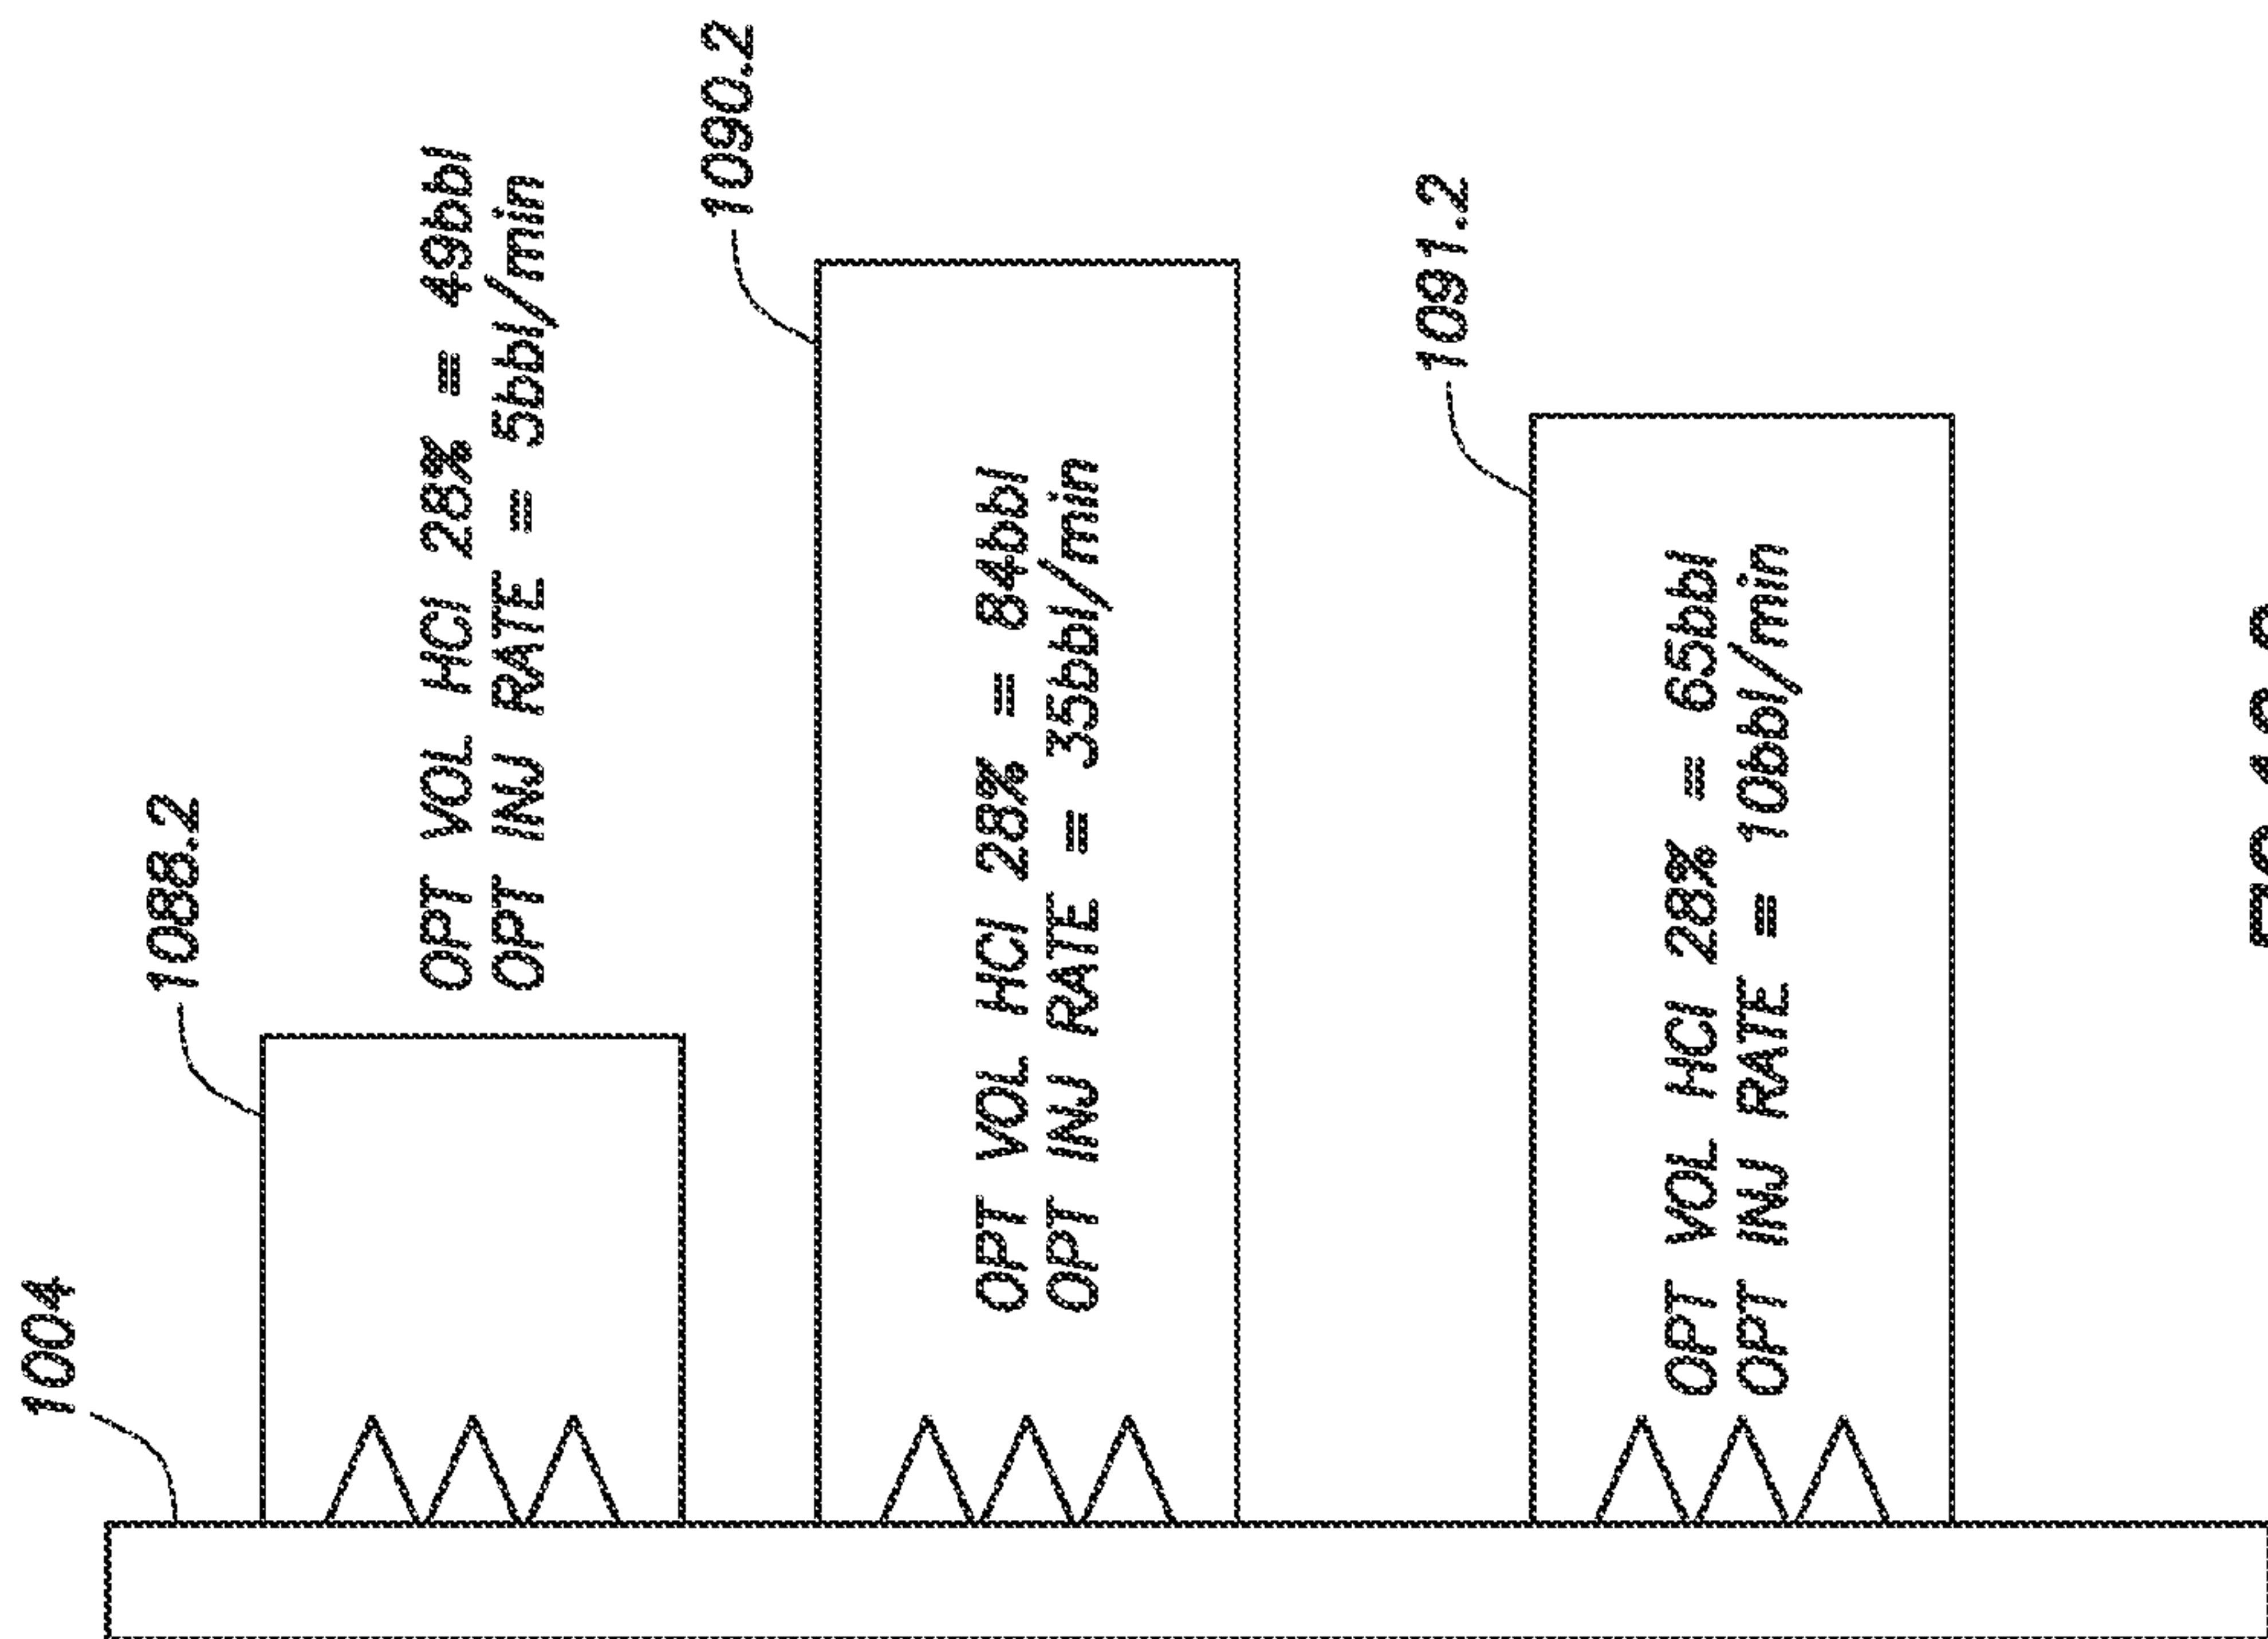 1004
1088.2
OPT VOL HCl 28% = 49bbl
OPT INJ RATE = 5bbl/min
1090.2
OPT VOL HCl 28% = 84bbl
OPT INJ RATE = 35bbl/min
1091.2
OPT VOL HCl 28% = 65bbl
OPT INJ RATE = 10bbl/min